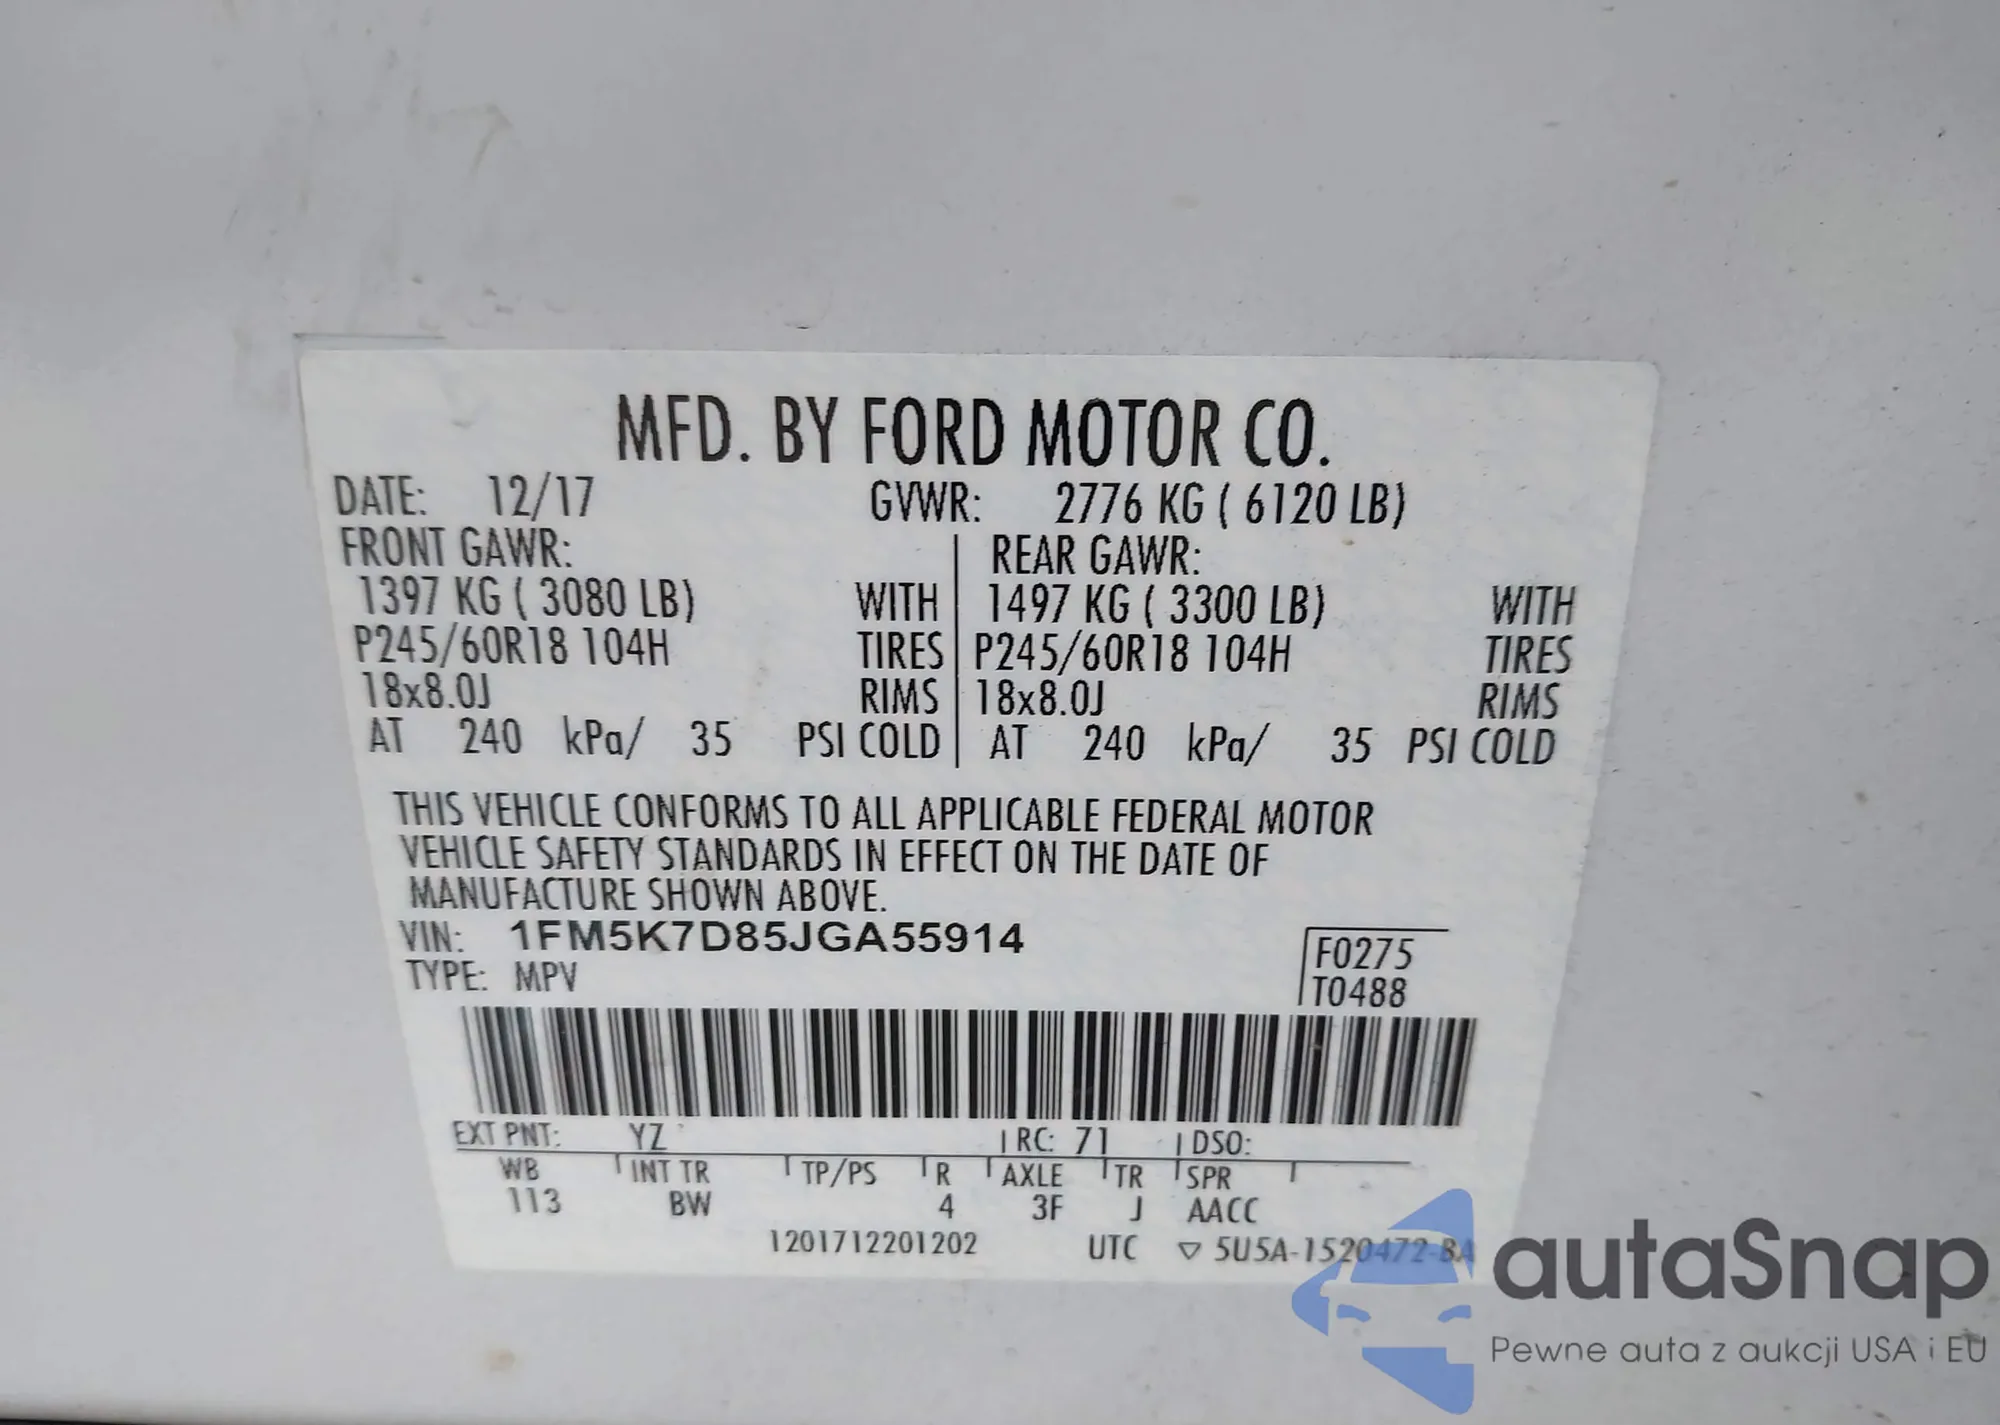 MFD. BY FORD MOTOR CO.
DATE: 12/17 GVWR: 2776 KG ( 6120 LB)
FRONT GAWR: REAR GAWR:
1397 KG ( 3080 LB) WITH 1497 KG ( 3300 LB) WITH
P245/60R18 104H TIRES P245/60R18 104H TIRES
18x8.0J RIMS 18x8.0J RIMS
AT 240 kPa/ 35 PSI COLD AT 240 kPa/ 35 PSI COLD
THIS VEHICLE CONFORMS TO ALL APPLICABLE FEDERAL MOTOR
VEHICLE SAFETY STANDARDS IN EFFECT ON THE DATE OF
MANUFACTURE SHOWN ABOVE.
VIN: 1FM5K7D85JGA55914
F0275
TYPE: MPV
T0488
EXT PNT: YZ RC: 71 DSO:
WB INT TR TP/PS R AXLE TR SPR
113 BW 4 3F J AACC
1201712201202 UTC ▽ 5U5A-1520472-BA
autaSnap
Pewne auta z aukcji USA i EU